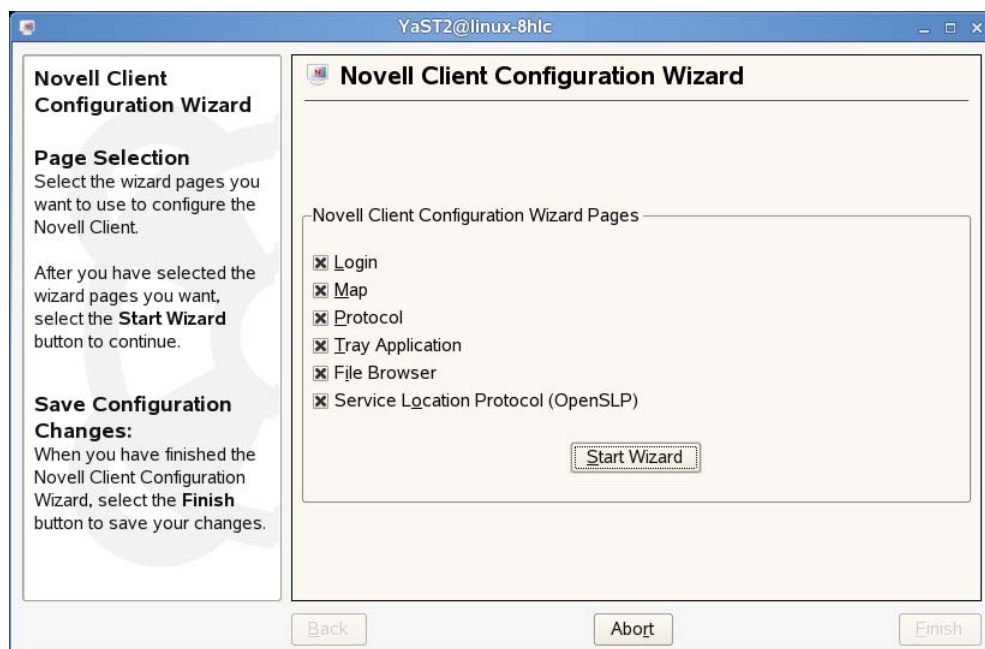 YaST2@linux-8hlc
Novell Client
Configuration Wizard
Page Selection
Select the wizard pages you
want to use to configure the
Novell Client.
After you have selected the
wizard pages you want,
select the Start Wizard
button to continue.
Save Configuration
Changes:
When you have finished the
Novell Client Configuration
Wizard, select the Finish
button to save your changes.
Novell Client Configuration Wizard
Novell Client Configuration Wizard Pages
Login
Map
Protocol
Tray Application
File Browser
Service Location Protocol (OpenSLP)
Start Wizard
Back
Abort
Finish